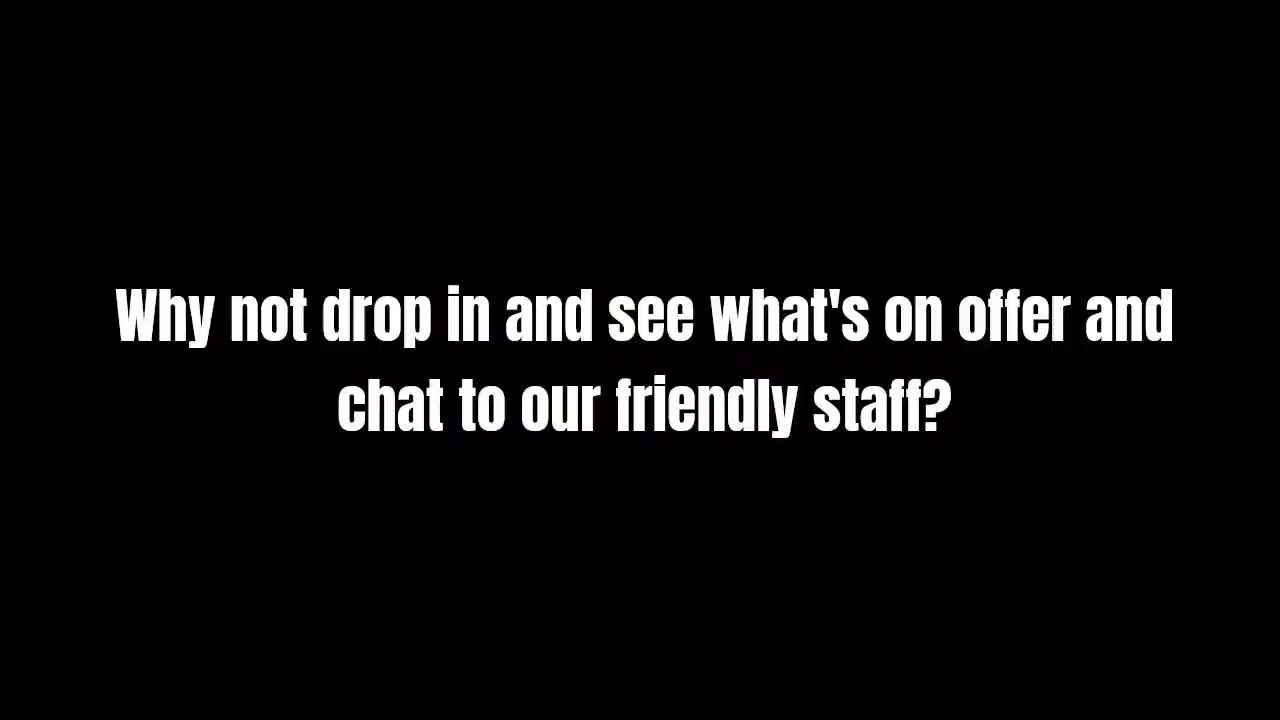 Why not drop in and see what's on offer and
chat to our friendly staff?